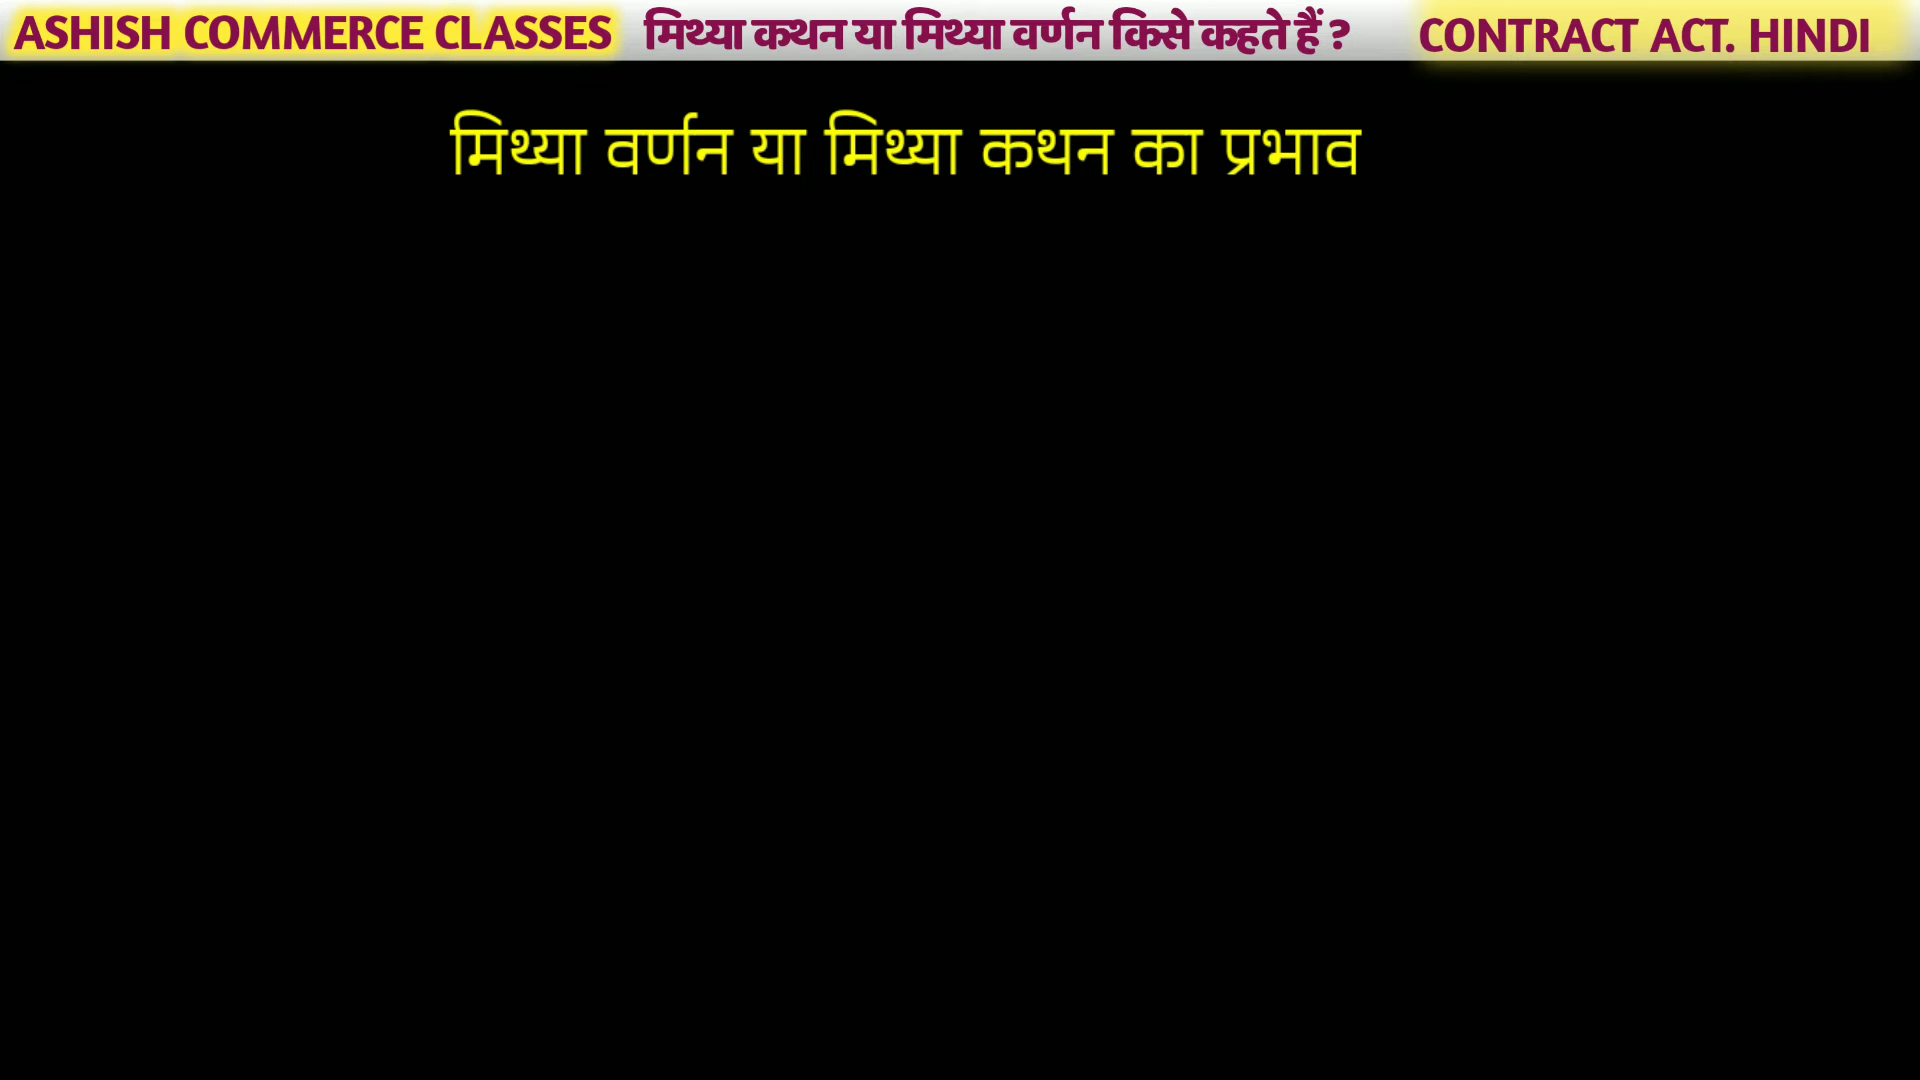 ASHISH COMMERCE CLASSES मिथ्या कथन या मिथ्या वर्णन किसे कहते हैं ? CONTRACT ACT. HINDI
मिथ्या वर्णन या मिथ्या कथन का प्रभाव